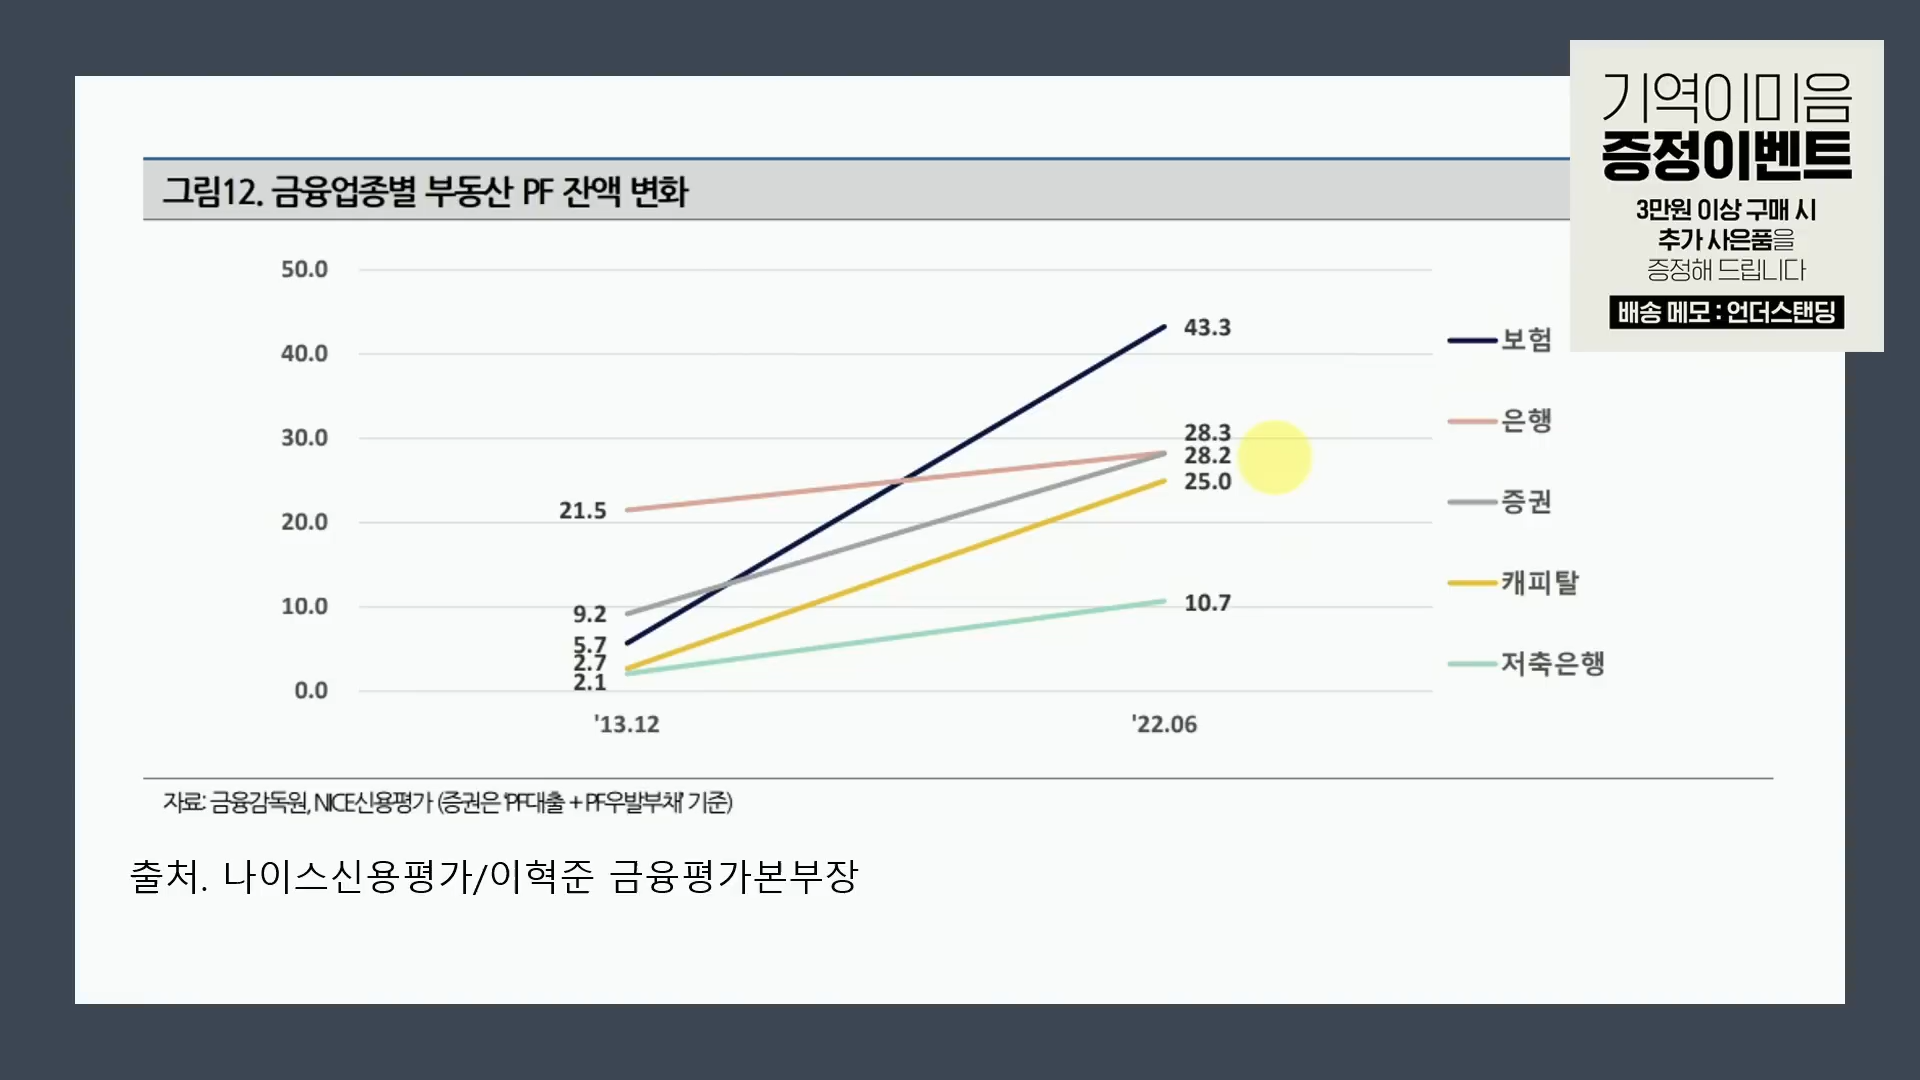 기역이미음
증정이벤트
3만원 이상 구매 시
추가 사은품을
증정해 드립니다
배송 메모 : 언더스탠딩
그림12. 금융업종별 부동산 PF 잔액 변화
50.0
40.0
30.0
20.0
10.0
0.0
21.5
9.2
5.7
2.7
2.1
43.3
28.3
28.2
25.0
10.7
'13.12
'22.06
보험
은행
증권
캐피탈
저축은행
자료: 금융감독원, NICE신용평가 (증권은 'PF대출 + PF우발부채' 기준)
출처. 나이스신용평가/이혁준 금융평가본부장